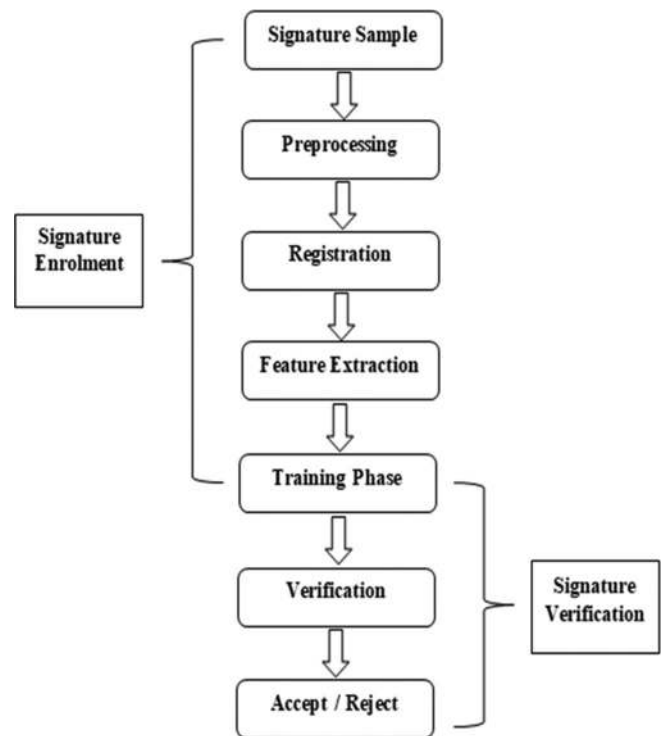 Signature Sample
Preprocessing
Signature
Enrolment
Registration
Feature Extraction
Training Phase
Verification
Signature
Verification
Accept / Reject